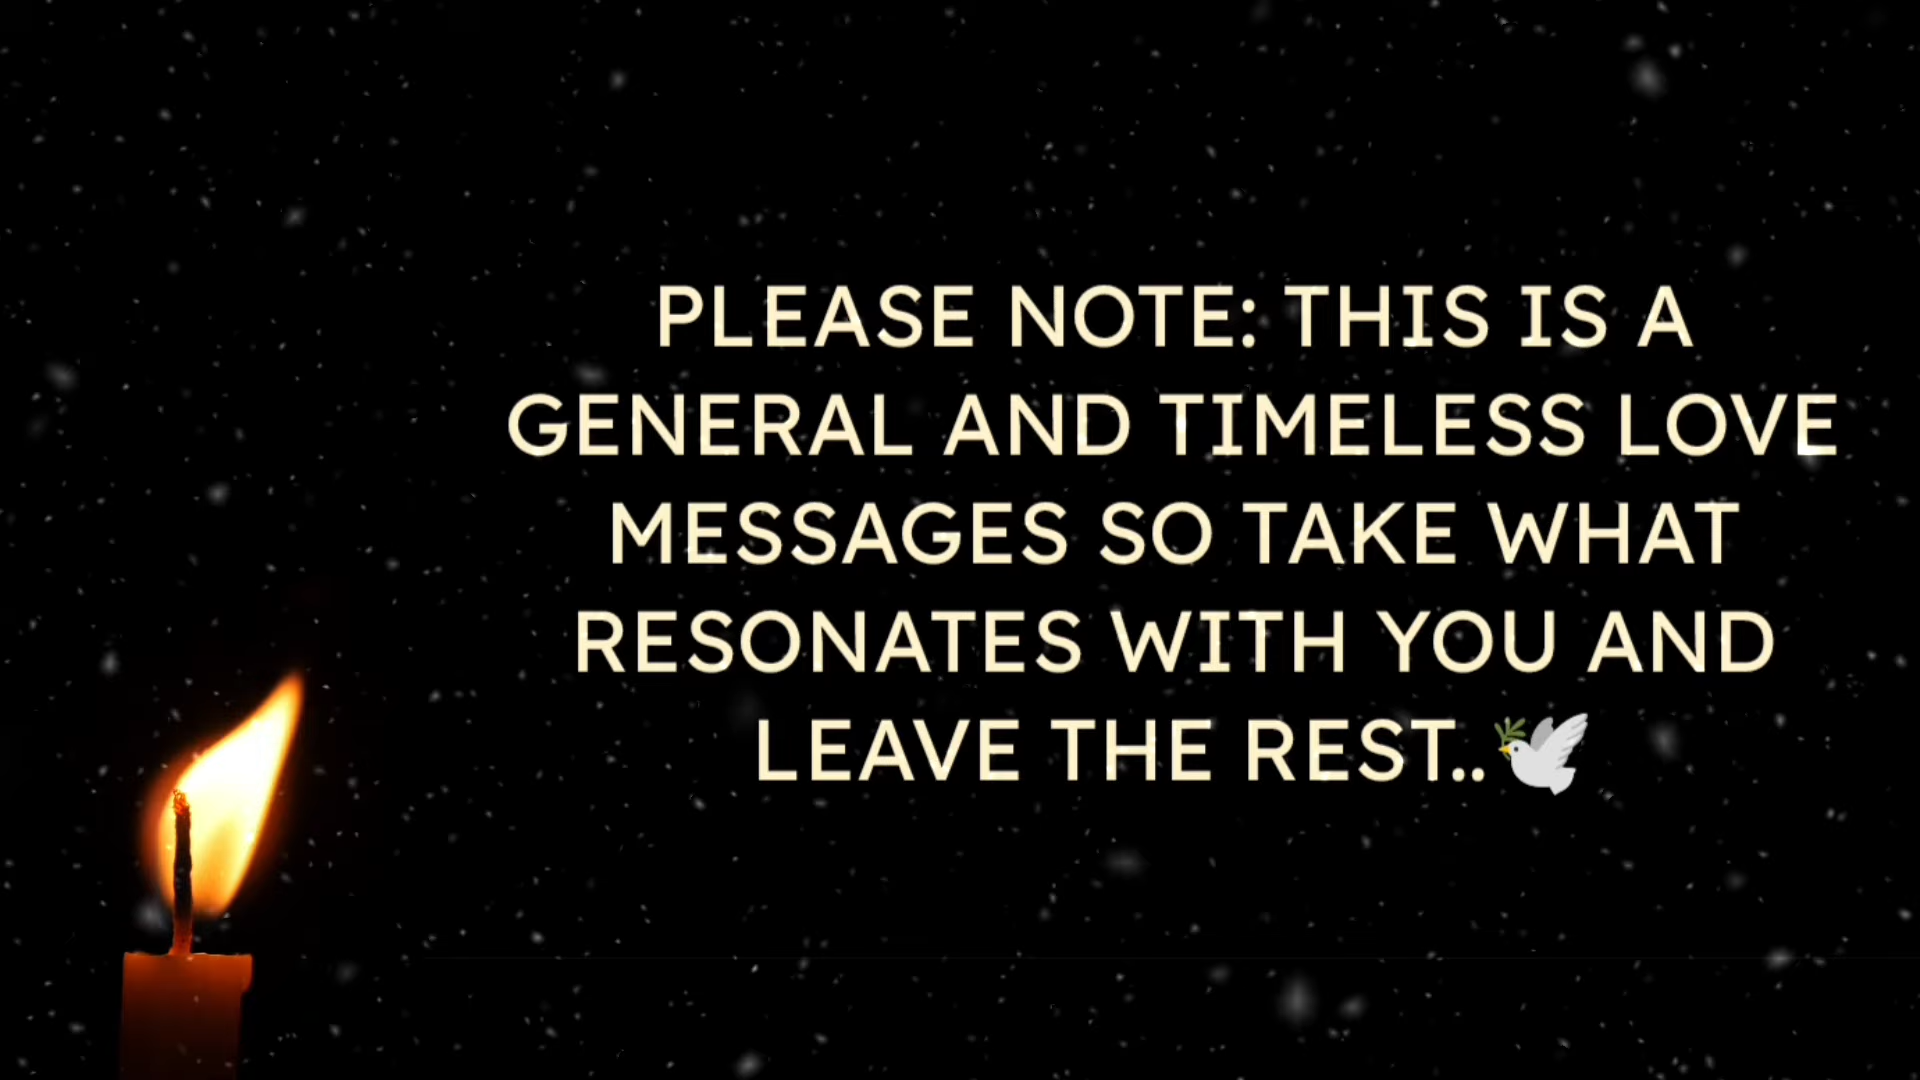 PLEASE NOTE: THIS IS A
GENERAL AND TIMELESS LOVE
MESSAGES SO TAKE WHAT
RESONATES WITH YOU AND
LEAVE THE REST..🕊️